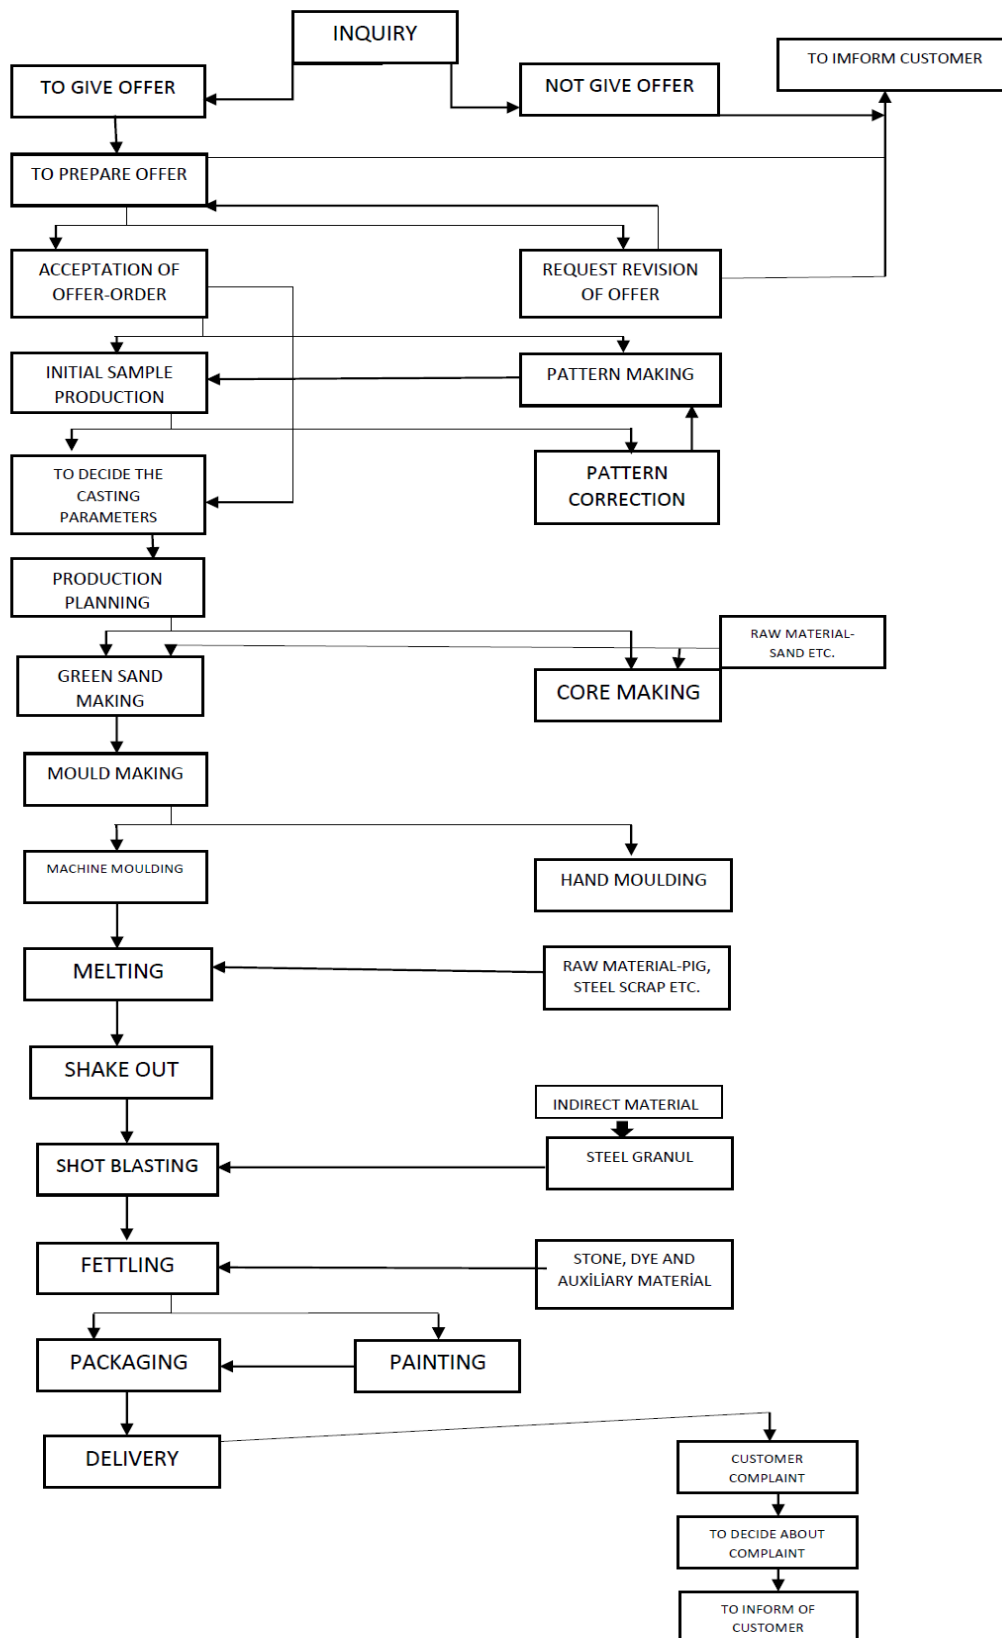 INQUIRY
TO IMFORM CUSTOMER
TO GIVE OFFER
NOT GIVE OFFER
TO PREPARE OFFER
ACCEPTATION OF
OFFER-ORDER
REQUEST REVISION
OF OFFER
INITIAL SAMPLE
PRODUCTION
PATTERN MAKING
TO DECIDE THE
CASTING
PARAMETERS
PATTERN
CORRECTION
PRODUCTION
PLANNING
RAW MATERIAL-
SAND ETC.
GREEN SAND
MAKING
CORE MAKING
MOULD MAKING
MACHINE MOULDING
HAND MOULDING
MELTING
RAW MATERIAL-PIG,
STEEL SCRAP ETC.
SHAKE OUT
INDIRECT MATERIAL
SHOT BLASTING
STEEL GRANUL
FETTLING
STONE, DYE AND
AUXİLİARY MATERİAL
PACKAGING
PAINTING
DELIVERY
CUSTOMER
COMPLAINT
TO DECIDE ABOUT
COMPLAINT
TO INFORM OF
CUSTOMER